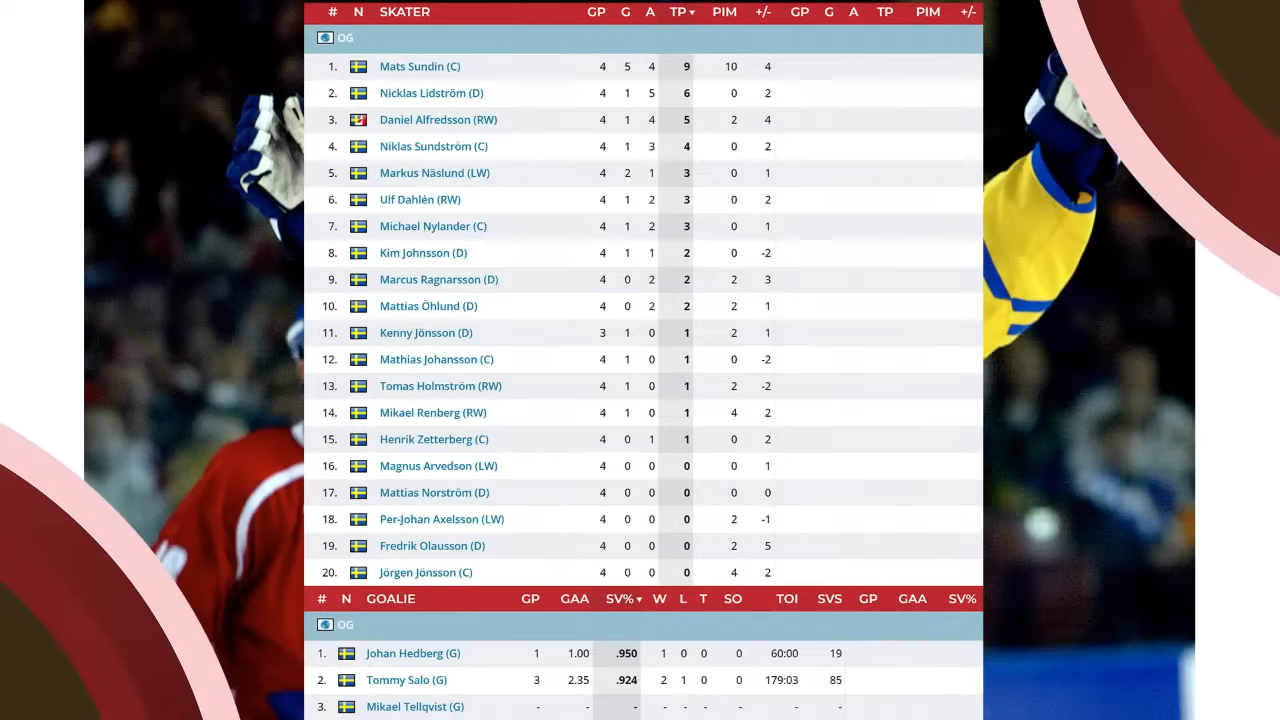 # N SKATER GP G A TP▼ PIM +/- GP G A TP PIM +/-
OG
1. Mats Sundin (C) 4 5 4 9 10 4
2. Nicklas Lidström (D) 4 1 5 6 0 2
3. Daniel Alfredsson (RW) 4 1 4 5 2 4
4. Niklas Sundström (C) 4 1 3 4 0 2
5. Markus Näslund (LW) 4 2 1 3 0 1
6. Ulf Dahlén (RW) 4 1 2 3 0 2
7. Michael Nylander (C) 4 1 2 3 0 1
8. Kim Johnsson (D) 4 1 1 2 0 -2
9. Marcus Ragnarsson (D) 4 0 2 2 2 3
10. Mattias Öhlund (D) 4 0 2 2 2 1
11. Kenny Jönsson (D) 3 1 0 1 2 1
12. Mathias Johansson (C) 4 1 0 1 0 -2
13. Tomas Holmström (RW) 4 1 0 1 2 -2
14. Mikael Renberg (RW) 4 1 0 1 4 2
15. Henrik Zetterberg (C) 4 0 1 1 0 2
16. Magnus Arvedson (LW) 4 0 0 0 0 1
17. Mattias Norström (D) 4 0 0 0 0 0
18. Per-Johan Axelsson (LW) 4 0 0 0 2 -1
19. Fredrik Olausson (D) 4 0 0 0 2 5
20. Jörgen Jönsson (C) 4 0 0 0 4 2
# N GOALIE GP GAA SV%▼ W L T SO TOI SVS GP GAA SV%
OG
1. Johan Hedberg (G) 1 1.00 .950 1 0 0 0 60:00 19
2. Tommy Salo (G) 3 2.35 .924 2 1 0 0 179:03 85
3. Mikael Tellqvist (G) - - - - - - - - -